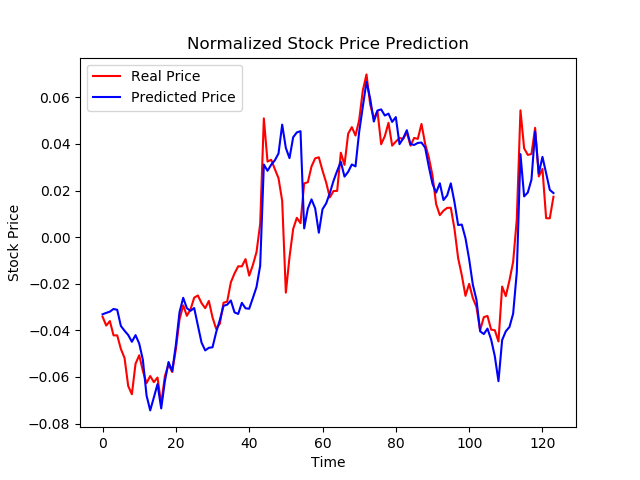 Normalized Stock Price Prediction
Real Price
Predicted Price
Stock Price
0.06
0.04
0.02
0.00
−0.02
−0.04
−0.06
−0.08
0 20 40 60 80 100 120
Time